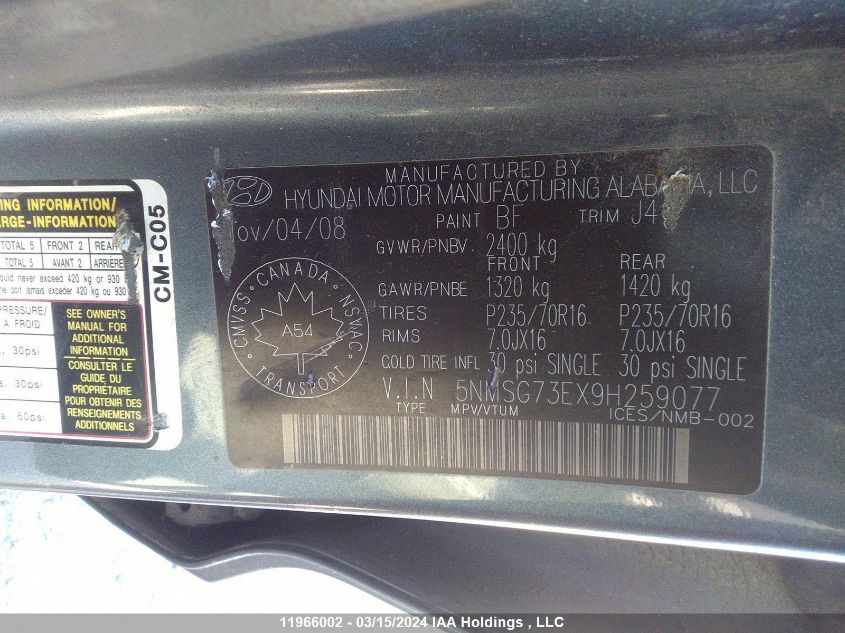 ING INFORMATION/
RGE-INFORMATION
TOTAL 5 FRONT 2 REAR
TOTAL 5 AVANT 2 ARRIÈRE
ould never exceed 420 kg or 930
ne doit jamais excéder 420 kg ou 930
PRESSURE/
A FROID
30psi
a. 30psi
a. 60psi
SEE OWNER'S
MANUAL FOR
ADDITIONAL
INFORMATION
CONSULTER LE
GUIDE DU
PROPRIETAIRE
POUR OBTENIR DES
RENSEIGNEMENTS
ADDITIONNELS
CM-C05
MANUFACTURED BY
HYUNDAI MOTOR MANUFACTURING ALABAMA, LLC
ov/04/08 PAINT BF TRIM J4
GVWR/PNBV 2400 kg
FRONT REAR
GAWR/PNBE 1320 kg 1420 kg
TIRES P235/70R16 P235/70R16
RIMS 7.0JX16 7.0JX16
COLD TIRE INFL 30 psi SINGLE 30 psi SINGLE
V.I.N 5NMSG73EX9H259077
TYPE MPV/VTUM ICES/NMB-002
CMVSS · CANADA · NSVAC
A54
TRANSPORT
11966002 - 03/15/2024 IAA Holdings , LLC